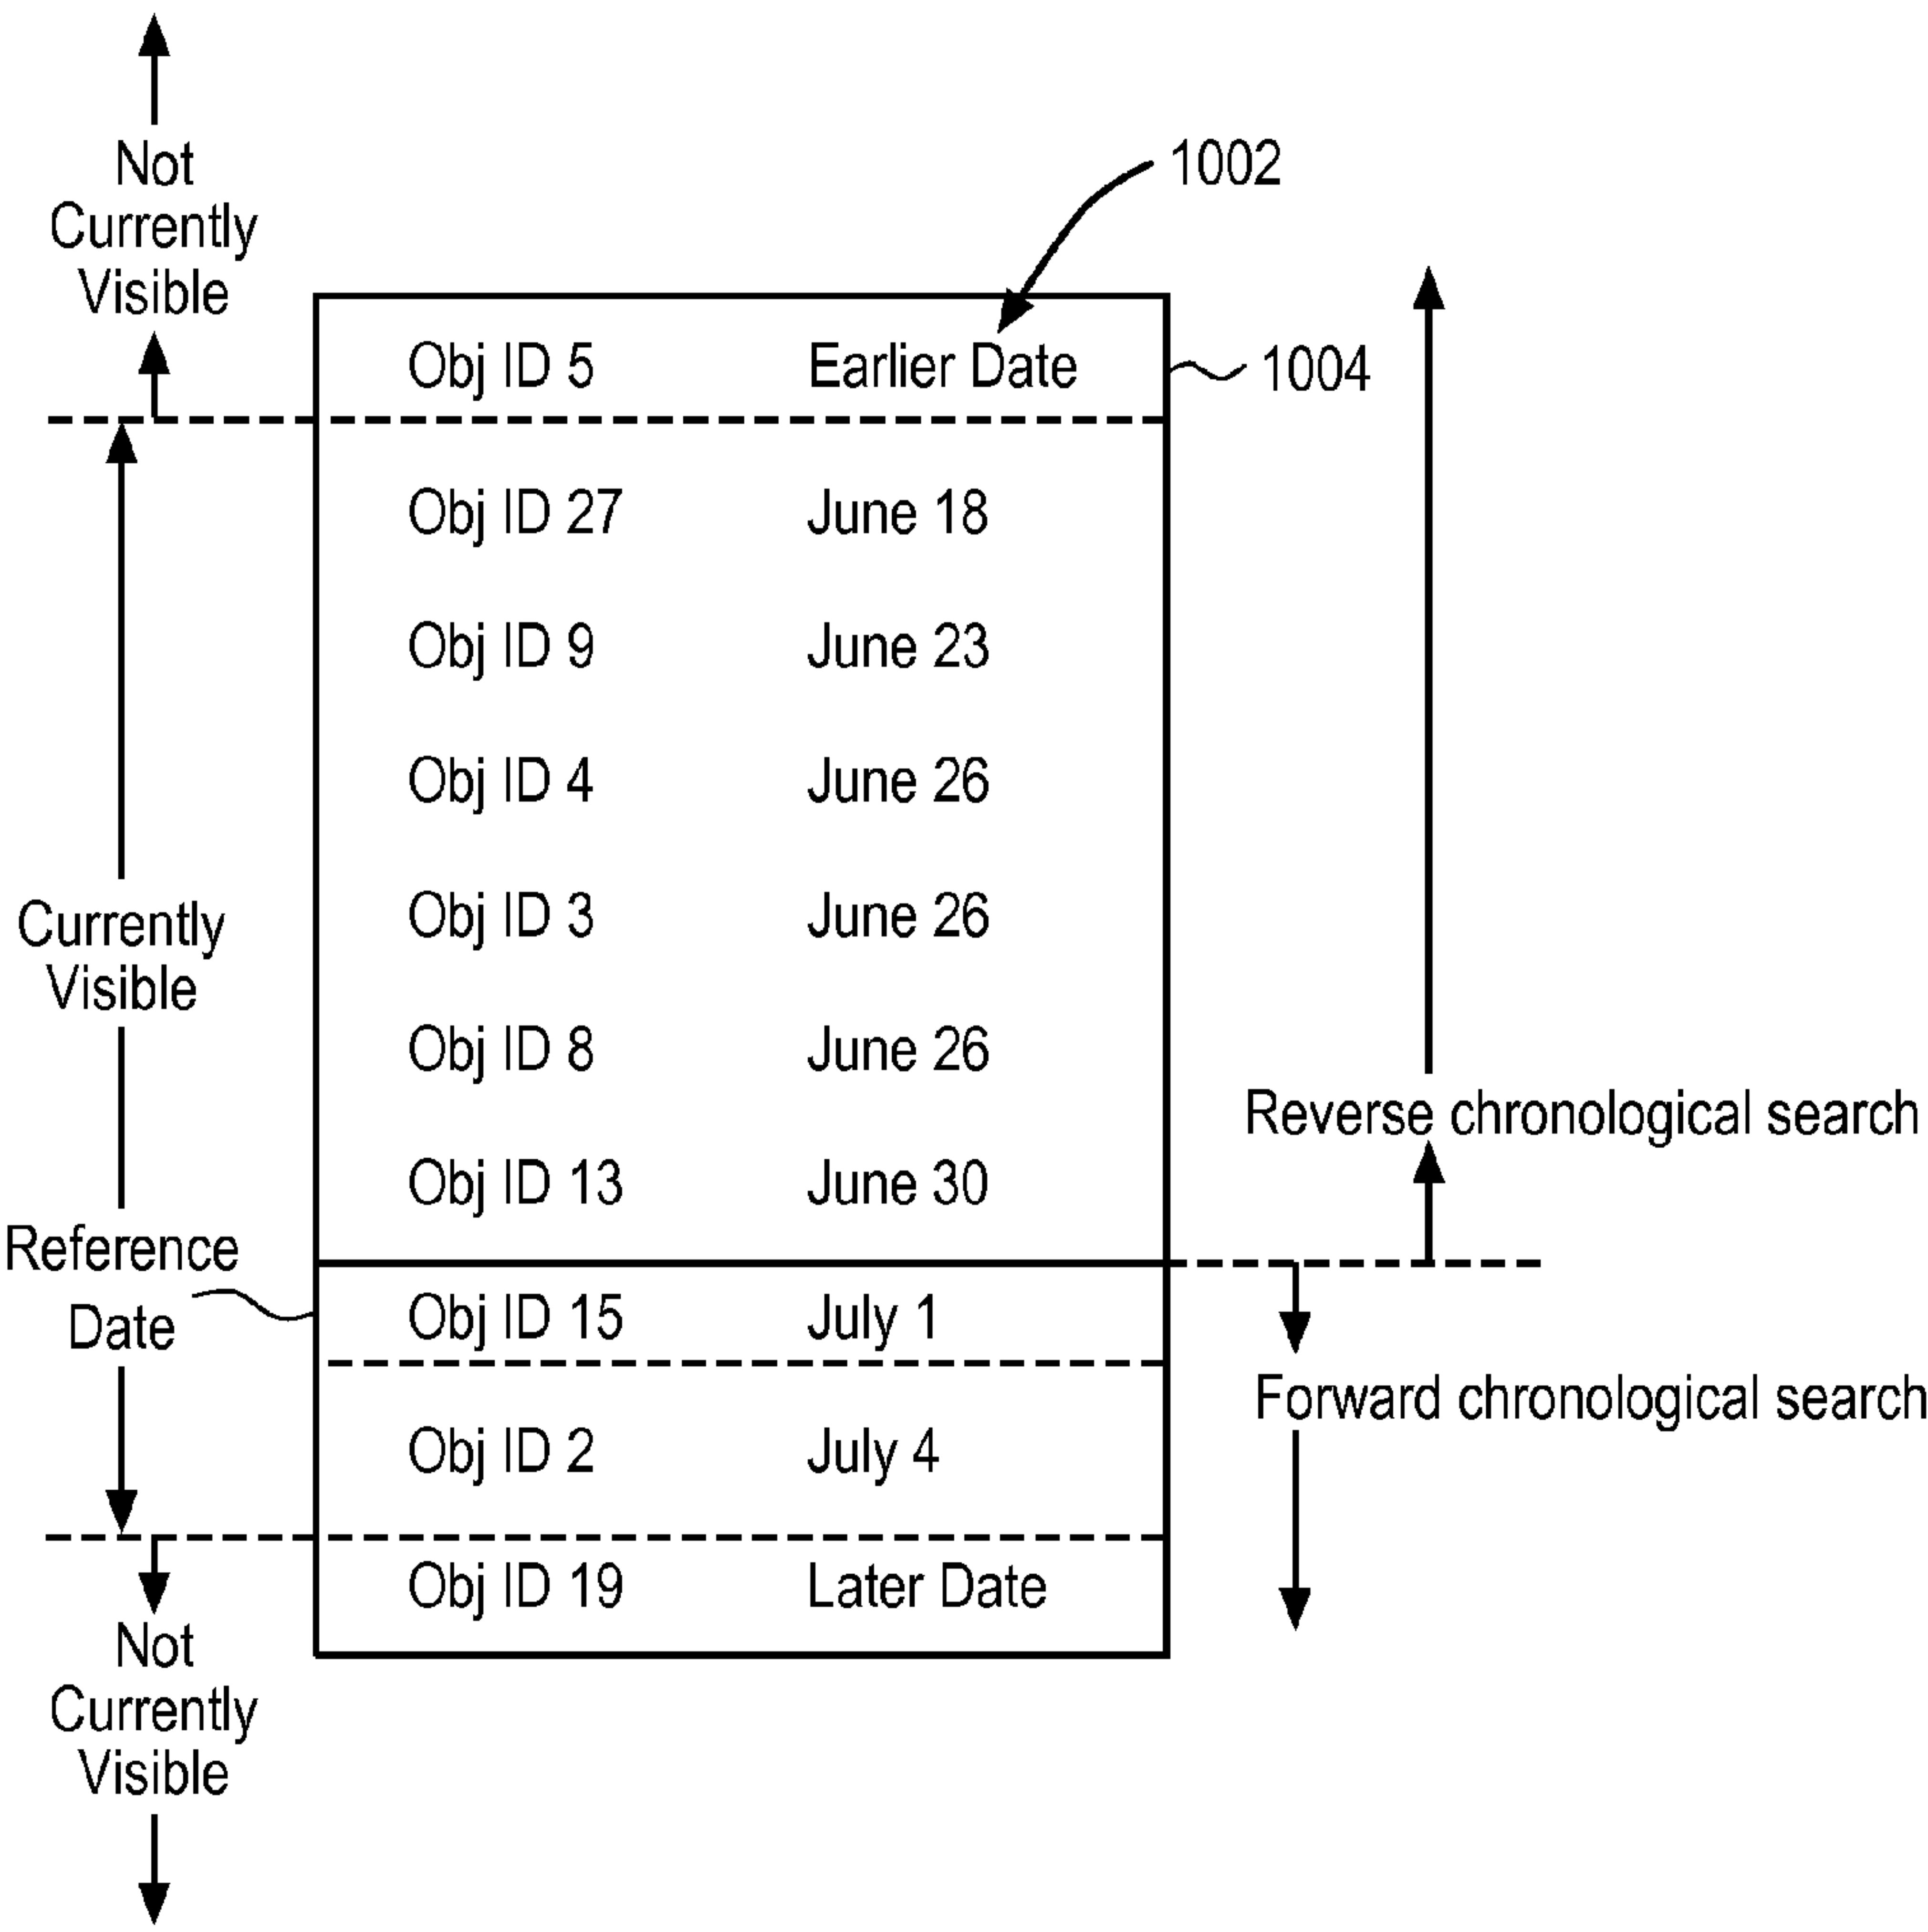 Not
Currently
Visible
1002
Obj ID 5 Earlier Date
1004
Obj ID 27 June 18
Obj ID 9 June 23
Obj ID 4 June 26
Currently
Visible
Obj ID 3 June 26
Obj ID 8 June 26
Reverse chronological search
Obj ID 13 June 30
Reference
Date
Obj ID 15 July 1
Forward chronological search
Obj ID 2 July 4
Obj ID 19 Later Date
Not
Currently
Visible